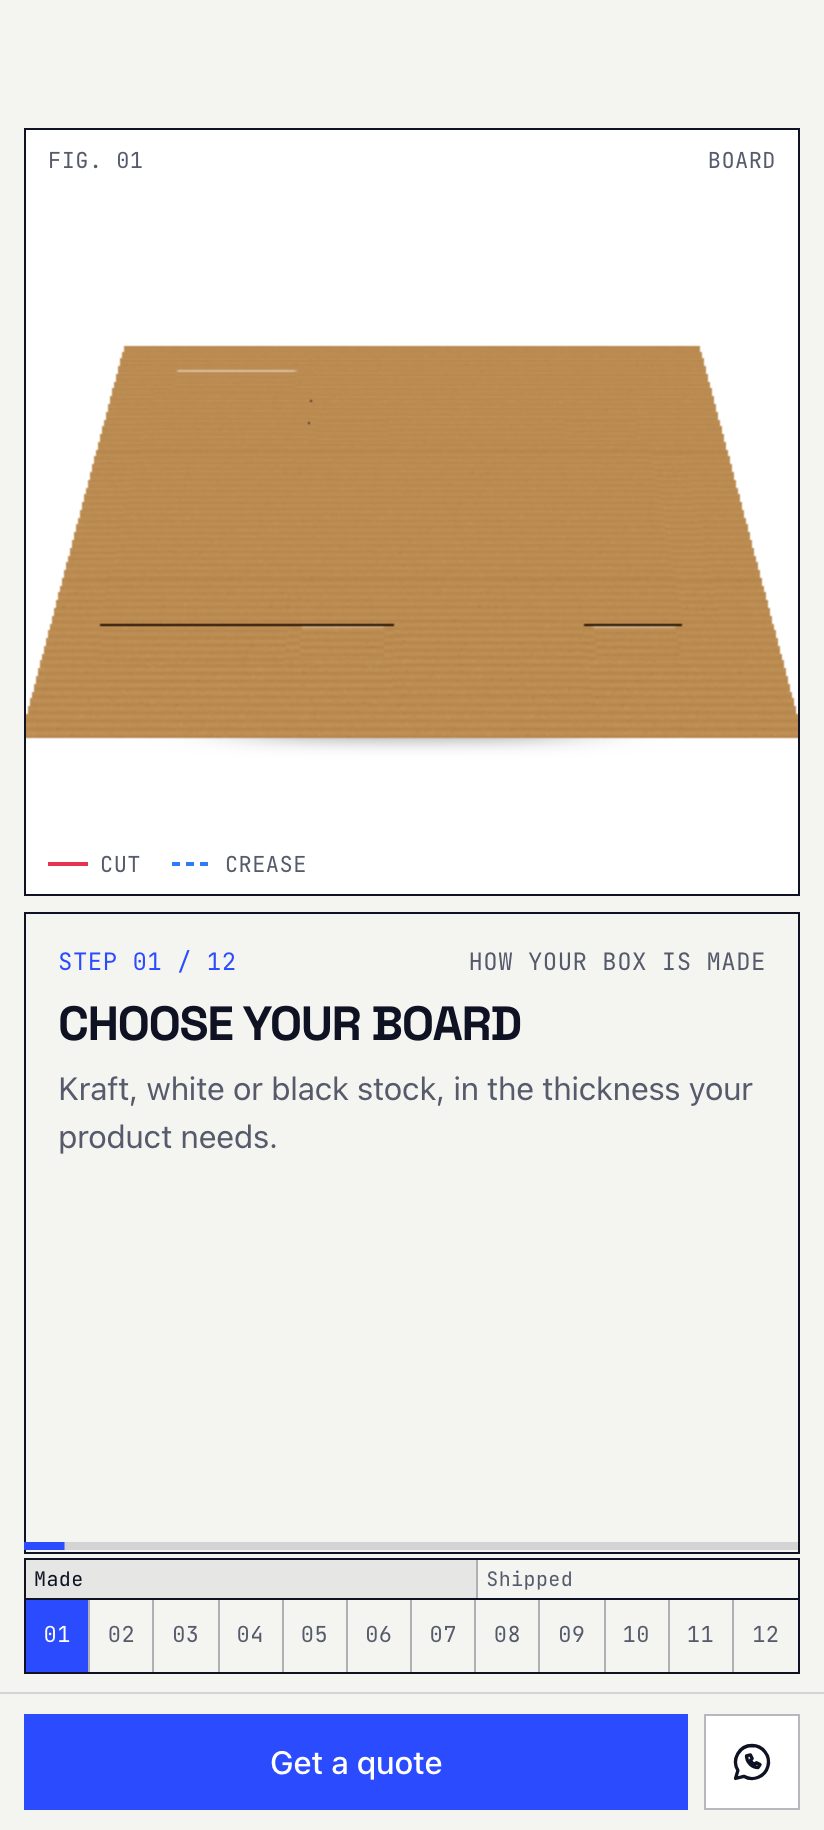 FIG. 01
BOARD
CUT
CREASE
STEP 01 / 12
HOW YOUR BOX IS MADE
CHOOSE YOUR BOARD
Kraft, white or black stock, in the thickness your
product needs.
Made
Shipped
01 02 03 04 05 06 07 08 09 10 11 12
Get a quote